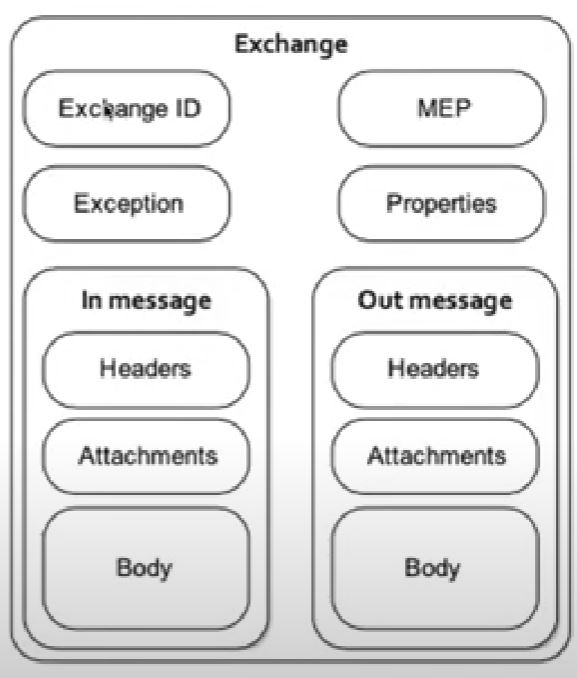 Exchange
Exchange ID
MEP
Exception
Properties
In message
Headers
Attachments
Body
Out message
Headers
Attachments
Body